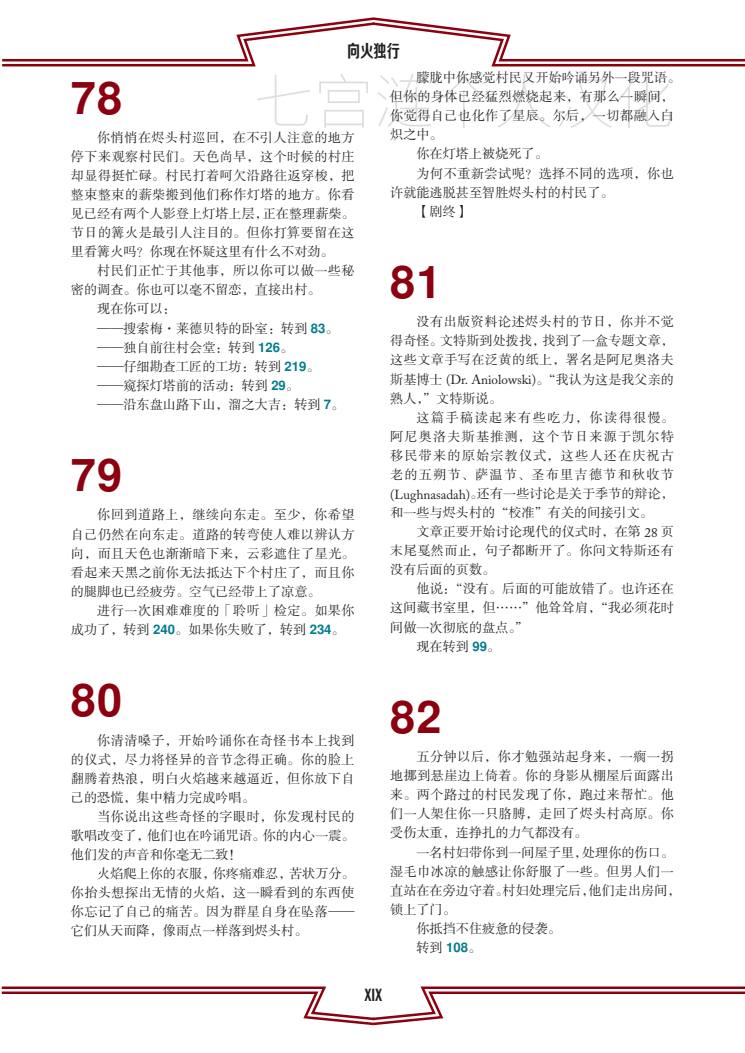 向火独行
78
你悄悄在烬头村巡回，在不引人注意的地方
停下来观察村民们。天色尚早，这个时候的村庄
却显得挺忙碌。村民打着呵欠沿路往返穿梭，把
整束整束的薪柴搬到他们称作灯塔的地方。你看
见已经有两个人影登上灯塔上层，正在整理薪柴。
节日的篝火是最引人注目的。但你打算要留在这
里看篝火吗？你现在怀疑这里有什么不对劲。
村民们正忙于其他事，所以你可以做一些秘
密的调查。你也可以毫不留恋，直接出村。
现在你可以：
——搜索梅·莱德贝特的卧室：转到 83。
——独自前往村会堂：转到 126。
——仔细勘查工匠的工坊：转到 219。
——窥探灯塔前的活动：转到 29。
——沿东盘山路下山，溜之大吉：转到 7。
79
你回到道路上，继续向东走。至少，你希望
自己仍然在向东走。道路的转弯使人难以辨认方
向，而且天色也渐渐暗下来，云彩遮住了星光。
看起来天黑之前你无法抵达下个村庄了，而且你
的腿脚也已经疲劳。空气已经带上了凉意。
进行一次困难难度的「聆听」检定。如果你
成功了，转到 240。如果你失败了，转到 234。
80
你清清嗓子，开始吟诵你在奇怪书本上找到
的仪式，尽力将怪异的音节念得正确。你的脸上
翻腾着热浪，明白火焰越来越逼近，但你放下自
己的恐慌，集中精力完成吟唱。
当你说出这些奇怪的字眼时，你发现村民的
歌唱改变了，他们也在吟诵咒语。你的内心一震。
他们发的声音和你毫无二致！
火焰爬上你的衣服，你疼痛难忍，苦状万分。
你抬头想探出无情的火焰，这一瞬看到的东西使
你忘记了自己的痛苦。因为群星自身在坠落——
它们从天而降，像雨点一样落到烬头村。
朦胧中你感觉村民又开始吟诵另外一段咒语。
但你的身体已经猛烈燃烧起来，有那么一瞬间，
你觉得自己也化作了星辰。尔后，一切都融入白
炽之中。
你在灯塔上被烧死了。
为何不重新尝试呢？选择不同的选项，你也
许就能逃脱甚至智胜烬头村的村民了。
【剧终】
81
没有出版资料论述烬头村的节日，你并不觉
得奇怪。文特斯到处拨找，找到了一盒专题文章，
这些文章手写在泛黄的纸上，署名是阿尼奥洛夫
斯基博士 (Dr. Aniolowski)。“我认为这是我父亲的
熟人，”文特斯说。
这篇手稿读起来有些吃力，你读得很慢。
阿尼奥洛夫斯基推测，这个节日来源于凯尔特
移民带来的原始宗教仪式，这些人还在庆祝古
老的五朔节、萨温节、圣布里吉德节和秋收节
(Lughnasadh)。还有一些讨论是关于季节的辩论，
和一些与烬头村的“校准”有关的间接引文。
文章正要开始讨论现代的仪式时，在第 28 页
末尾戛然而止，句子都断开了。你问文特斯还有
没有后面的页数。
他说：“没有。后面的可能放错了。也许还在
这间藏书室里，但……”他耸耸肩，“我必须花时
间做一次彻底的盘点。”
现在转到 99。
82
五分钟以后，你才勉强站起身来，一瘸一拐
地挪到悬崖边上倚着。你的身影从棚屋后面露出
来。两个路过的村民发现了你，跑过来帮忙。他
们一人架住你一只胳膊，走回了烬头村高原。你
受伤太重，连挣扎的力气都没有。
一名村妇带你到一间屋子里，处理你的伤口。
湿毛巾冰凉的触感让你舒服了一些。但男人们一
直站在在旁边守着。村妇处理完后，他们走出房间，
锁上了门。
你抵挡不住疲惫的侵袭。
转到 108。
XIX